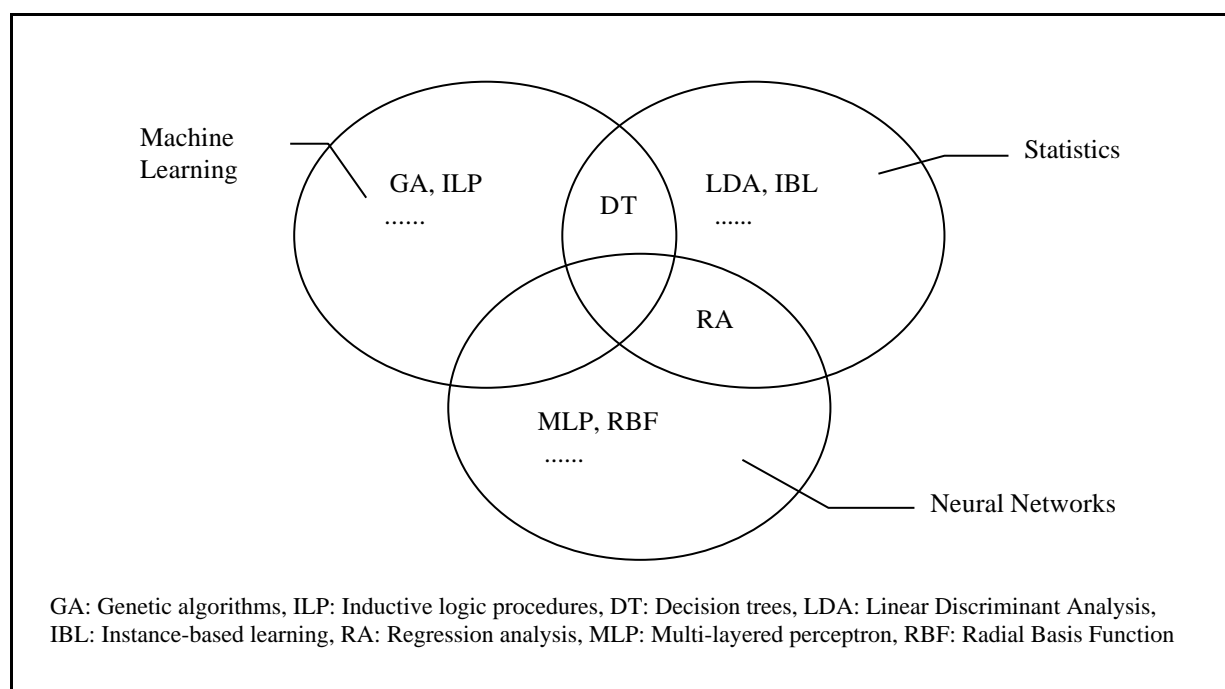 Machine
Learning
Statistics
GA, ILP
......
DT
LDA, IBL
......
RA
MLP, RBF
......
Neural Networks
GA: Genetic algorithms, ILP: Inductive logic procedures, DT: Decision trees, LDA: Linear Discriminant Analysis,
IBL: Instance-based learning, RA: Regression analysis, MLP: Multi-layered perceptron, RBF: Radial Basis Function